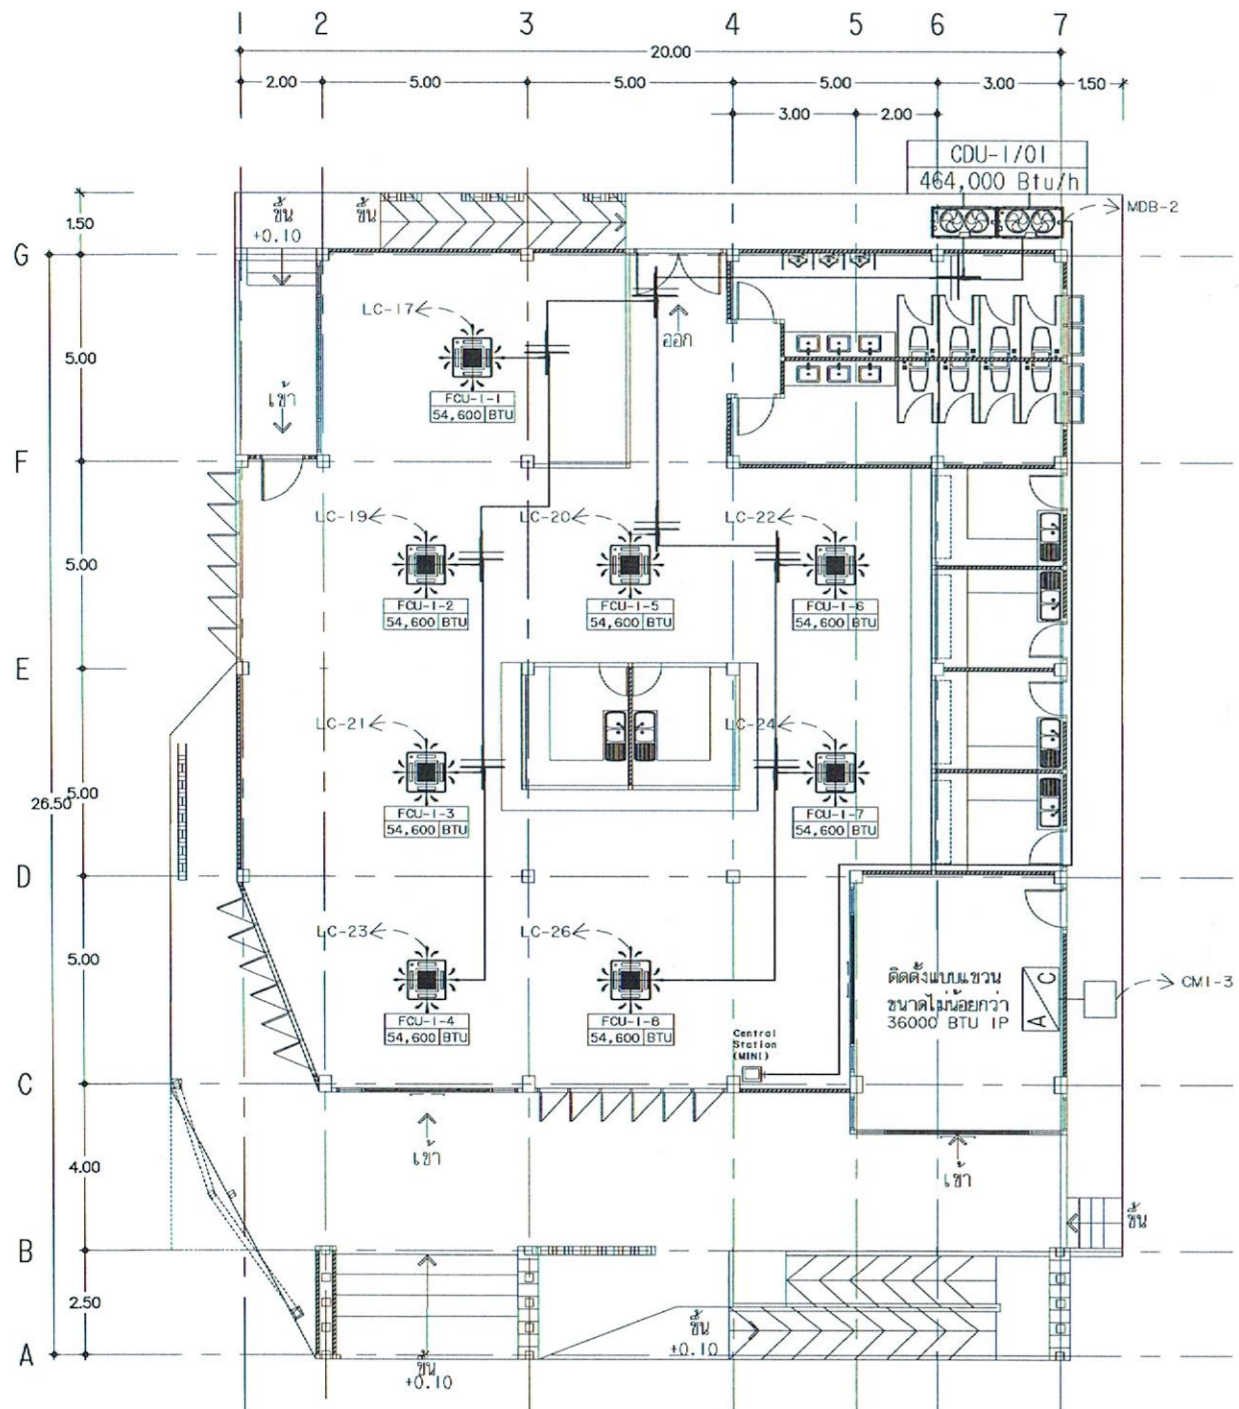 1 2 3 4 5 6 7
20.00
2.00 5.00 5.00 5.00 3.00 1.50
3.00 2.00
CDU-1/01
464,000 Btu/h
MDB-2
1.50
ขึ้น
+0.10
ขึ้น
G
LC-17
ออก
5.00
FCU-1-1
54,600 BTU
เข้า
F
LC-19 LC-20 LC-22
5.00
FCU-1-2 FCU-1-5 FCU-1-6
54,600 BTU 54,600 BTU 54,600 BTU
E
LC-21 LC-24
26.50 5.00
FCU-1-3 FCU-1-7
54,600 BTU 54,600 BTU
D
LC-23 LC-26
5.00
ติดตั้งแบบแขวน
ขนาดไม่น้อยกว่า
36000 BTU 1P
C
A
CM1-3
FCU-1-4 FCU-1-8
54,600 BTU 54,600 BTU
Central
Station
(MINI)
C
เข้า
4.00
เข้า
ขึ้น
B
2.50
ขึ้น
+0.10
A
ขึ้น
+0.10